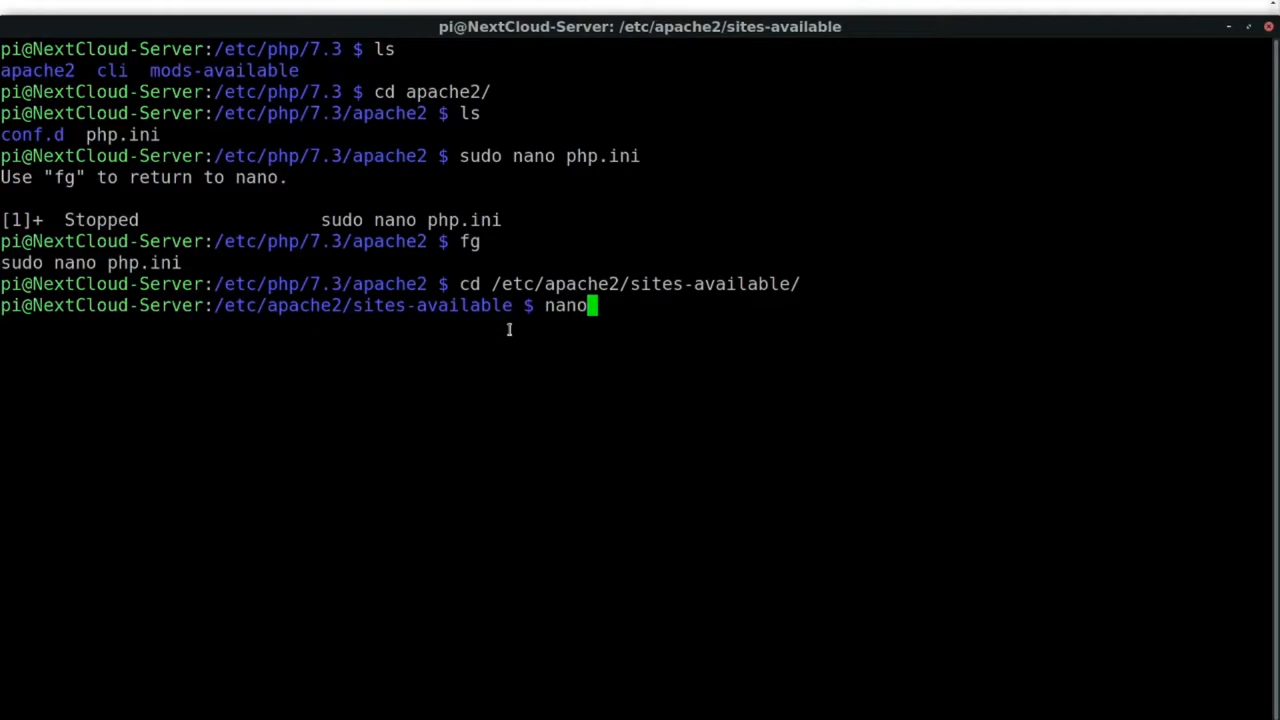 pi@NextCloud-Server: /etc/apache2/sites-available
pi@NextCloud-Server:/etc/php/7.3 $ ls
apache2  cli  mods-available
pi@NextCloud-Server:/etc/php/7.3 $ cd apache2/
pi@NextCloud-Server:/etc/php/7.3/apache2 $ ls
conf.d  php.ini
pi@NextCloud-Server:/etc/php/7.3/apache2 $ sudo nano php.ini
Use "fg" to return to nano.
[1]+  Stopped                 sudo nano php.ini
pi@NextCloud-Server:/etc/php/7.3/apache2 $ fg
sudo nano php.ini
pi@NextCloud-Server:/etc/php/7.3/apache2 $ cd /etc/apache2/sites-available/
pi@NextCloud-Server:/etc/apache2/sites-available $ nano